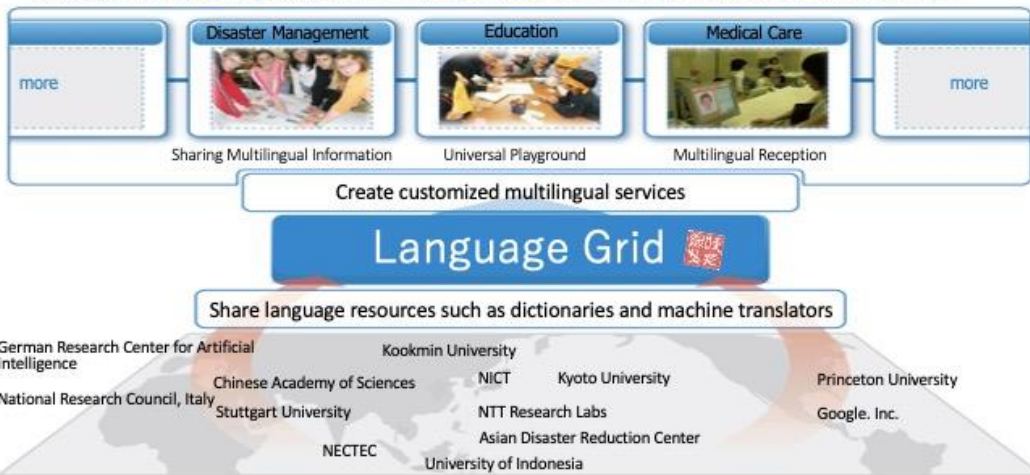 Disaster Management
Education
Medical Care
more
more
Sharing Multilingual Information
Universal Playground
Multilingual Reception
Create customized multilingual services
Language Grid
Share language resources such as dictionaries and machine translators
German Research Center for Artificial
Intelligence
Kookmin University
Chinese Academy of Sciences
NICT
Kyoto University
Princeton University
National Research Council, Italy
Stuttgart University
NTT Research Labs
Google. Inc.
Asian Disaster Reduction Center
NECTEC
University of Indonesia